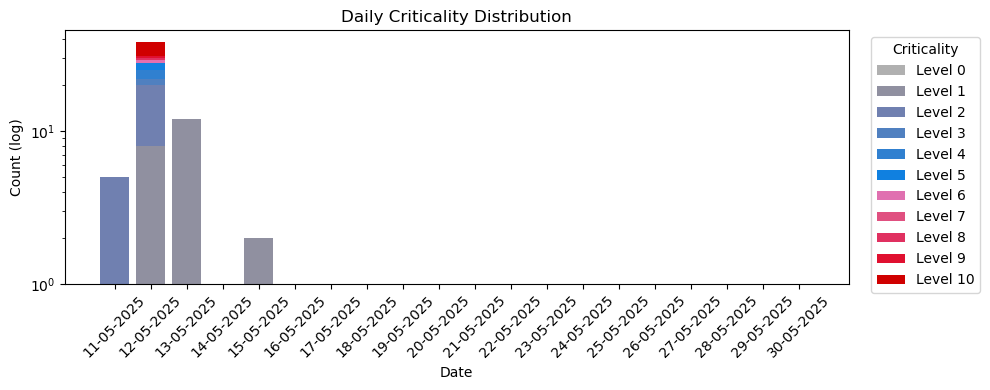 Daily Criticality Distribution
Count (log)
10^1
10^0
11-05-2025
12-05-2025
13-05-2025
14-05-2025
15-05-2025
16-05-2025
17-05-2025
18-05-2025
19-05-2025
20-05-2025
21-05-2025
22-05-2025
23-05-2025
24-05-2025
25-05-2025
26-05-2025
27-05-2025
28-05-2025
29-05-2025
30-05-2025
Date
Criticality
Level 0
Level 1
Level 2
Level 3
Level 4
Level 5
Level 6
Level 7
Level 8
Level 9
Level 10